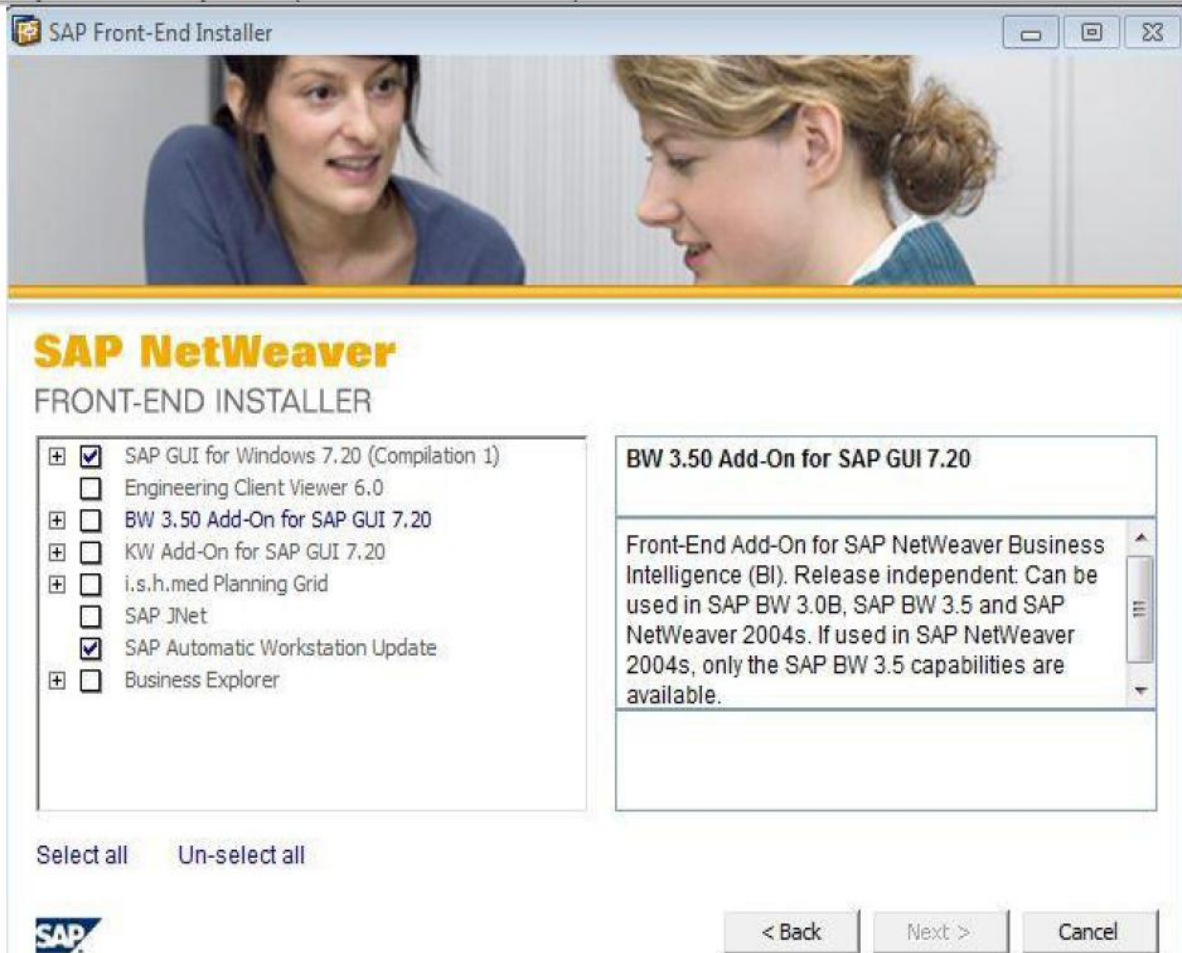 SAP Front-End Installer
SAP NetWeaver
FRONT-END INSTALLER
SAP GUI for Windows 7.20 (Compilation 1)
Engineering Client Viewer 6.0
BW 3.50 Add-On for SAP GUI 7.20
KW Add-On for SAP GUI 7.20
i.s.h.med Planning Grid
SAP JNet
SAP Automatic Workstation Update
Business Explorer
BW 3.50 Add-On for SAP GUI 7.20
Front-End Add-On for SAP NetWeaver Business
Intelligence (BI). Release independent: Can be
used in SAP BW 3.0B, SAP BW 3.5 and SAP
NetWeaver 2004s. If used in SAP NetWeaver
2004s, only the SAP BW 3.5 capabilities are
available.
Select all Un-select all
SAP
< Back Next > Cancel